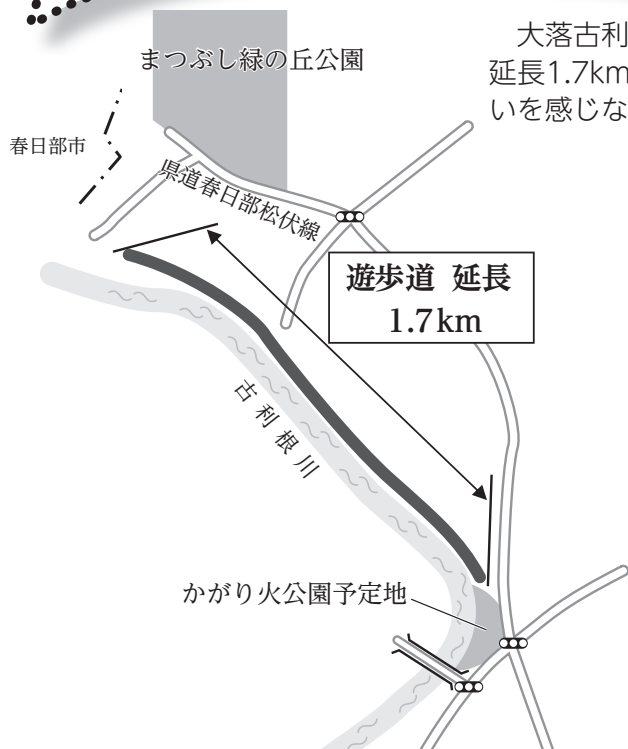 大落古利
延長1.7km
いを感じな
まつぶし緑の丘公園
春日部市
県道春日部松伏線
遊歩道 延長
1.7km
古利根川
かがり火公園予定地